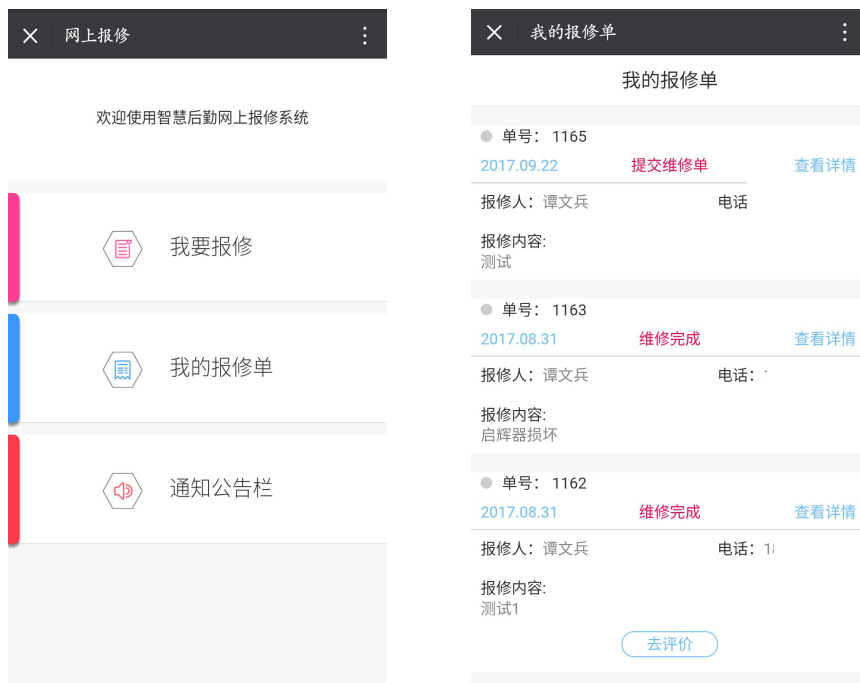 网上报修
欢迎使用智慧后勤网上报修系统
我要报修
我的报修单
通知公告栏
我的报修单
我的报修单
单号： 1165
2017.09.22 提交维修单 查看详情
报修人：谭文兵 电话
报修内容:
测试
单号： 1163
2017.08.31 维修完成 查看详情
报修人：谭文兵 电话：
报修内容:
启辉器损坏
单号： 1162
2017.08.31 维修完成 查看详情
报修人：谭文兵 电话：1
报修内容:
测试1
去评价